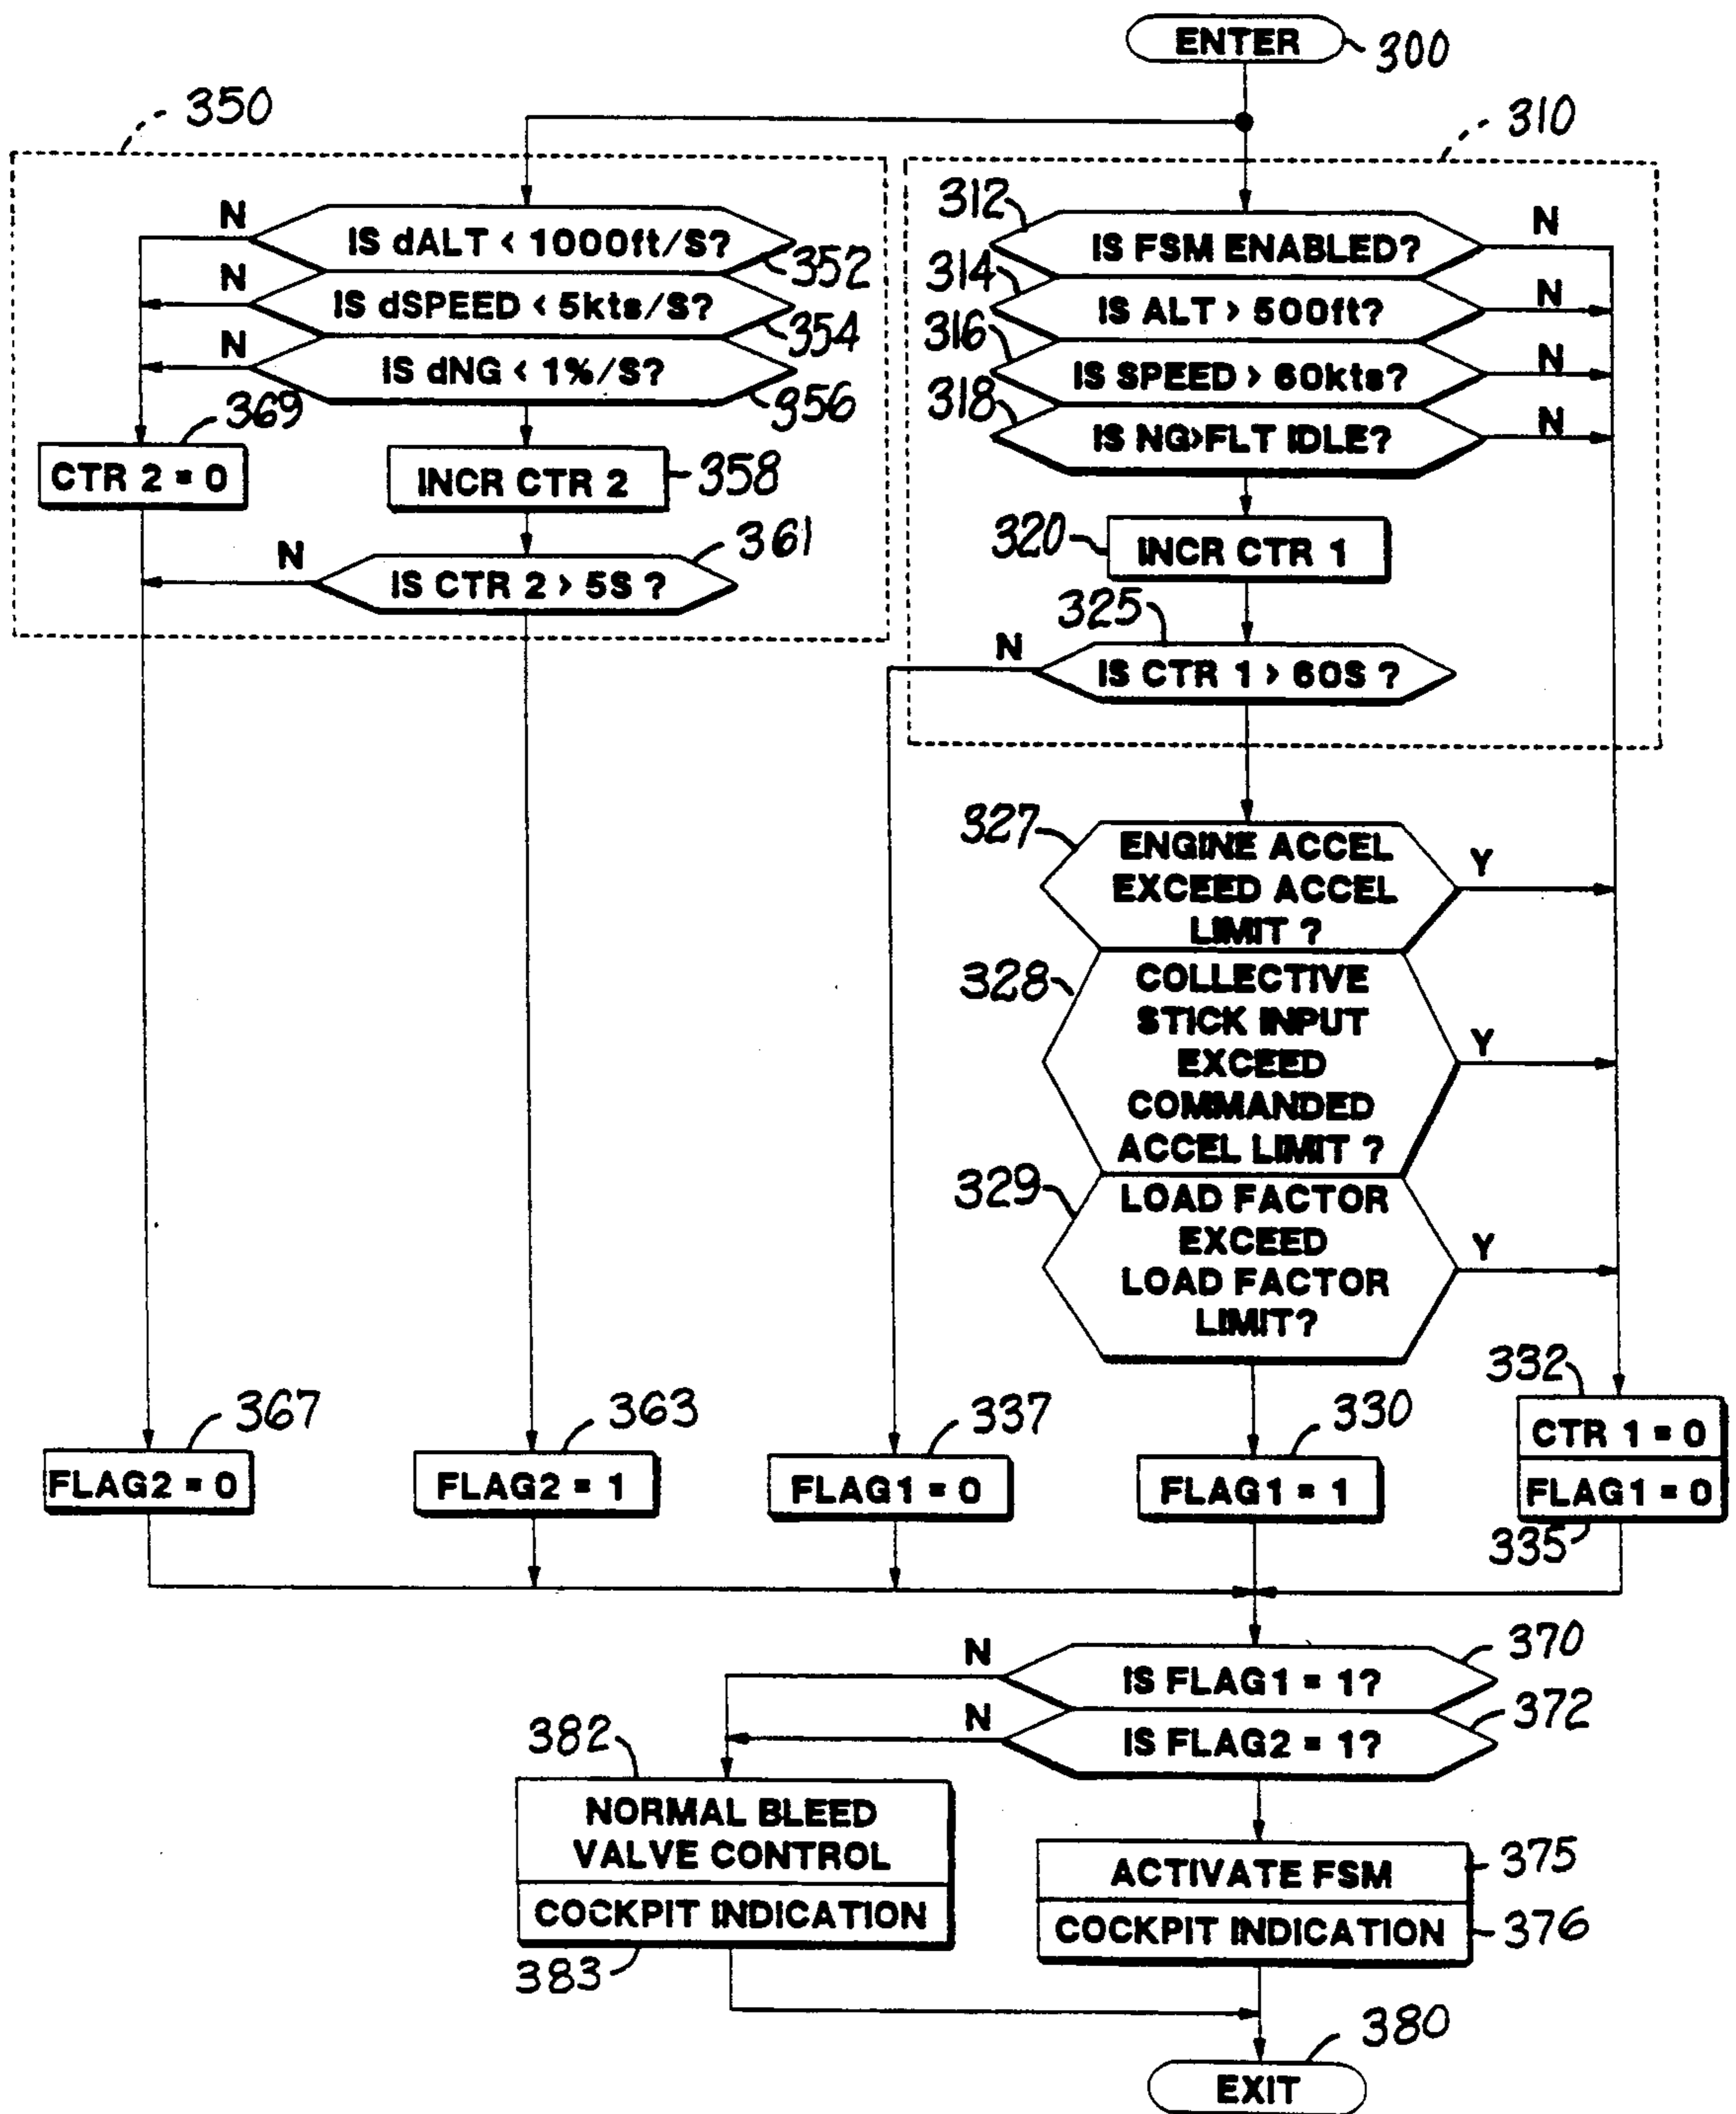 ENTER
300
350
310
N
IS dALT < 1000ft/S?
352
N
IS dSPEED < 5kts/S?
354
N
IS dNG < 1%/S?
356
369
CTR 2 = 0
INCR CTR 2
358
361
N
IS CTR 2 > 5S ?
312
IS FSM ENABLED?
N
314
IS ALT > 500ft?
N
316
IS SPEED > 60kts?
N
318
IS NG>FLT IDLE?
N
320
INCR CTR 1
325
N
IS CTR 1 > 60S ?
327
ENGINE ACCEL
EXCEED ACCEL
LIMIT ?
Y
328
COLLECTIVE
STICK INPUT
EXCEED
COMMANDED
ACCEL LIMIT ?
Y
329
LOAD FACTOR
EXCEED
LOAD FACTOR
LIMIT?
Y
367
FLAG2 = 0
363
FLAG2 = 1
337
FLAG1 = 0
330
FLAG1 = 1
332
CTR 1 = 0
FLAG1 = 0
335
N
IS FLAG1 = 1?
370
N
IS FLAG2 = 1?
372
382
NORMAL BLEED
VALVE CONTROL
COCKPIT INDICATION
383
ACTIVATE FSM
375
COCKPIT INDICATION
376
380
EXIT